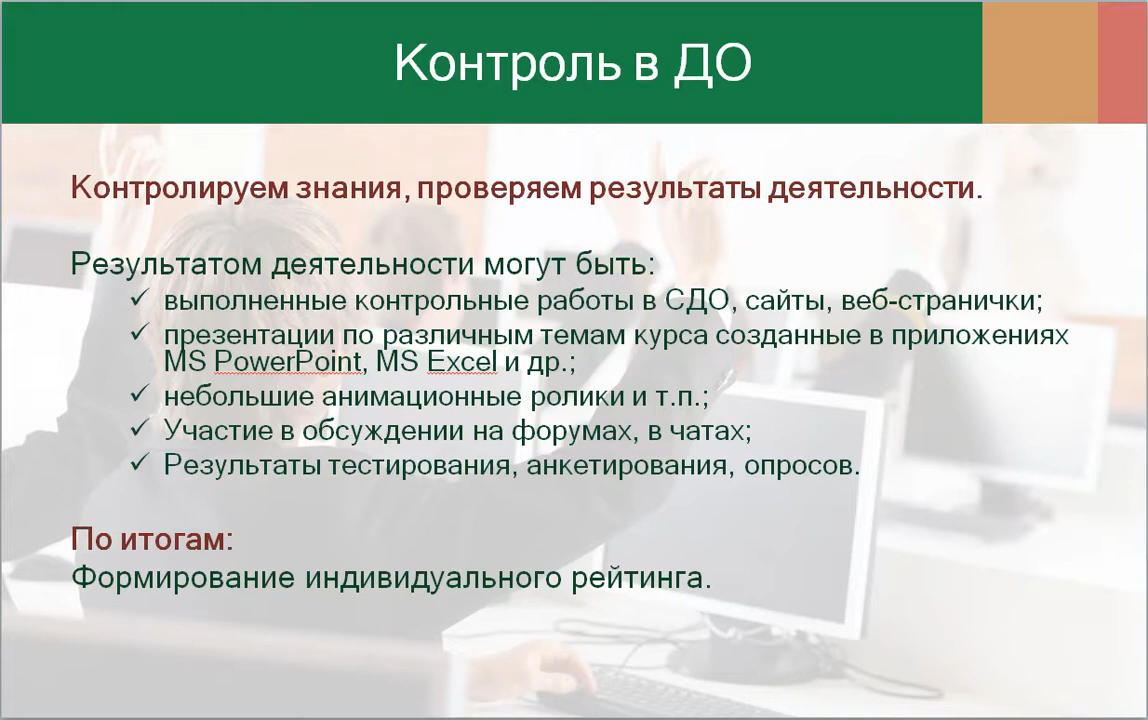 Контроль в ДО
Контролируем знания, проверяем результаты деятельности.
Результатом деятельности могут быть:
✓ выполненные контрольные работы в СДО, сайты, веб-странички;
✓ презентации по различным темам курса созданные в приложениях
MS PowerPoint, MS Excel и др.;
✓ небольшие анимационные ролики и т.п.;
✓ Участие в обсуждении на форумах, в чатах;
✓ Результаты тестирования, анкетирования, опросов.
По итогам:
Формирование индивидуального рейтинга.